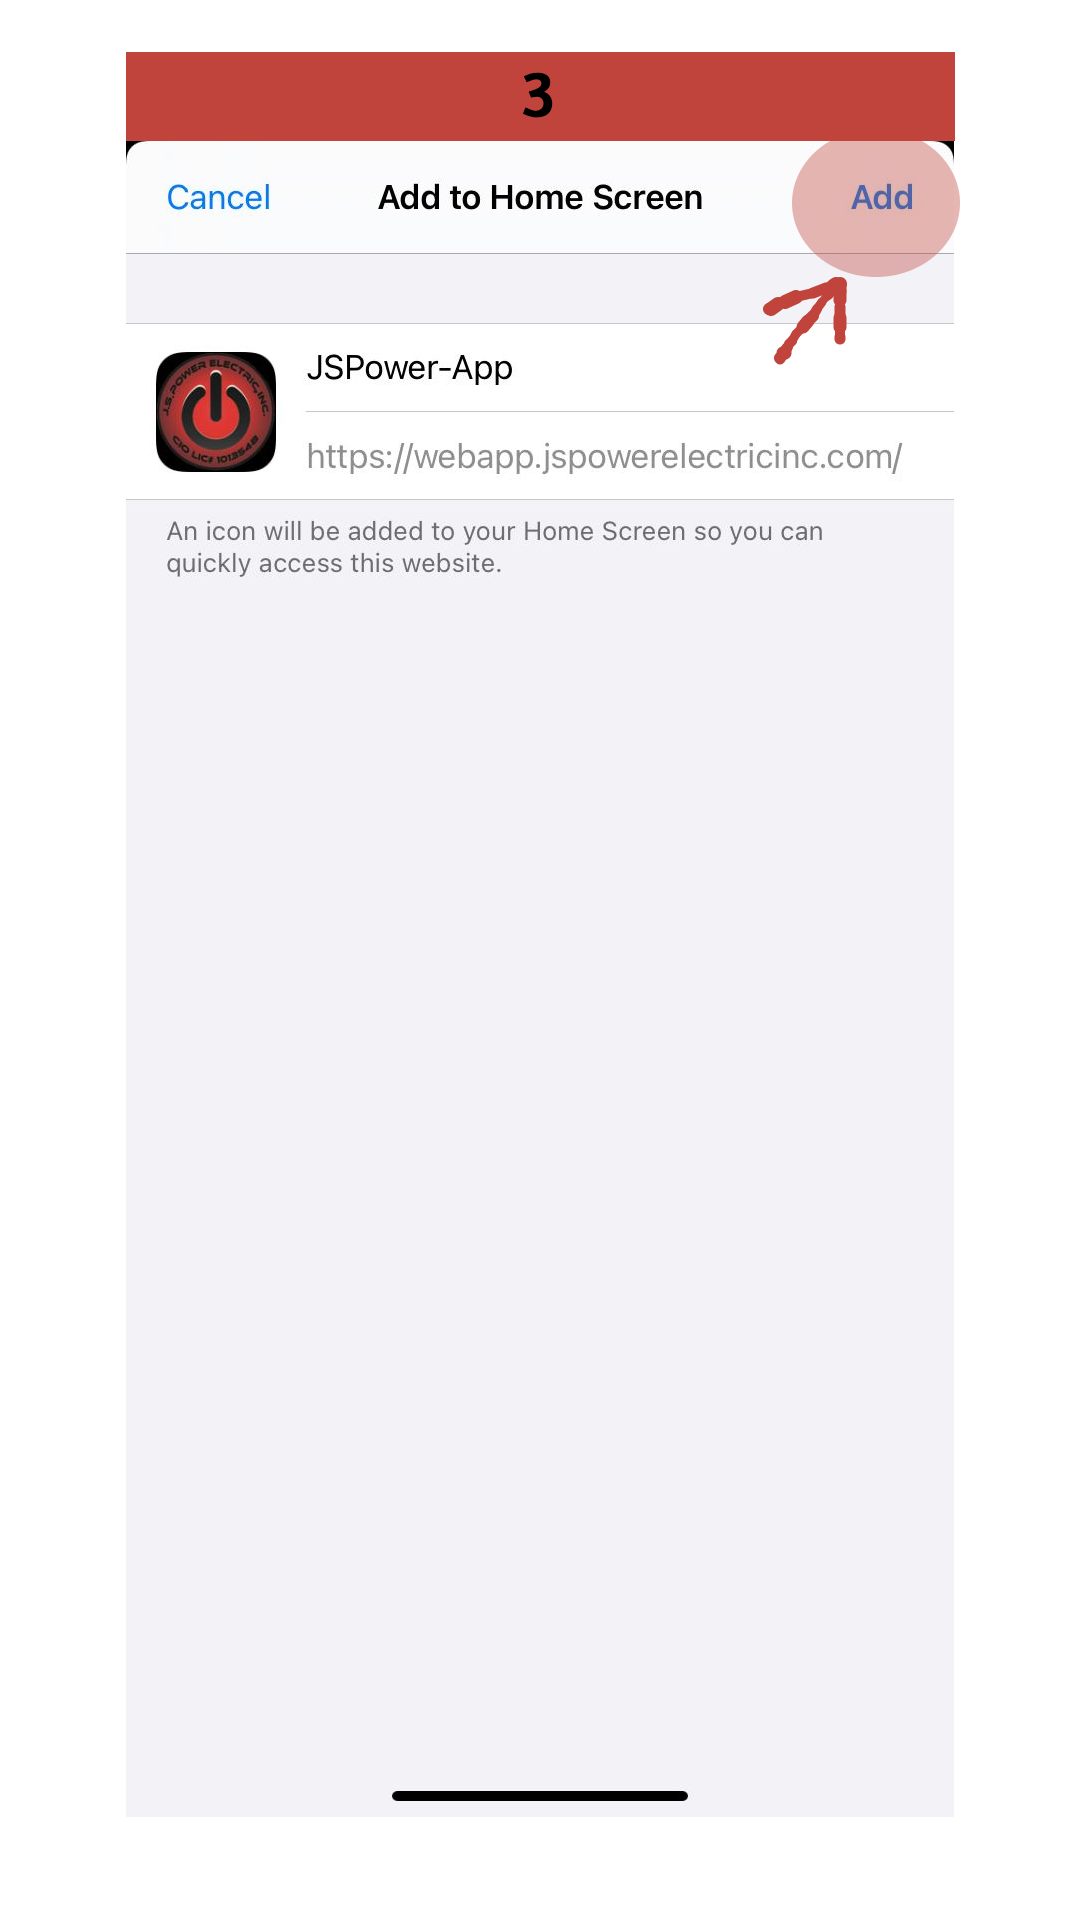 3
Cancel
Add to Home Screen
Add
J.S.POWER ELECTRIC,INC.
C10 LIC# 1013548
JSPower-App
https://webapp.jspowerelectricinc.com/
An icon will be added to your Home Screen so you can
quickly access this website.